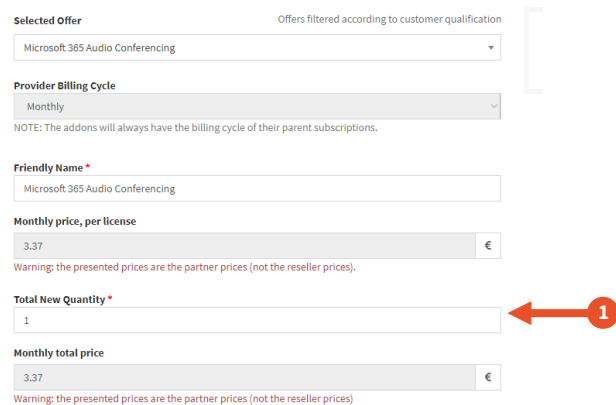 Selected Offer
Offers filtered according to customer qualification
Microsoft 365 Audio Conferencing
Provider Billing Cycle
Monthly
NOTE: The addons will always have the billing cycle of their parent subscriptions.
Friendly Name *
Microsoft 365 Audio Conferencing
Monthly price, per license
3.37 €
Warning: the presented prices are the partner prices (not the reseller prices).
Total New Quantity *
1
1
Monthly total price
3.37 €
Warning: the presented prices are the partner prices (not the reseller prices)